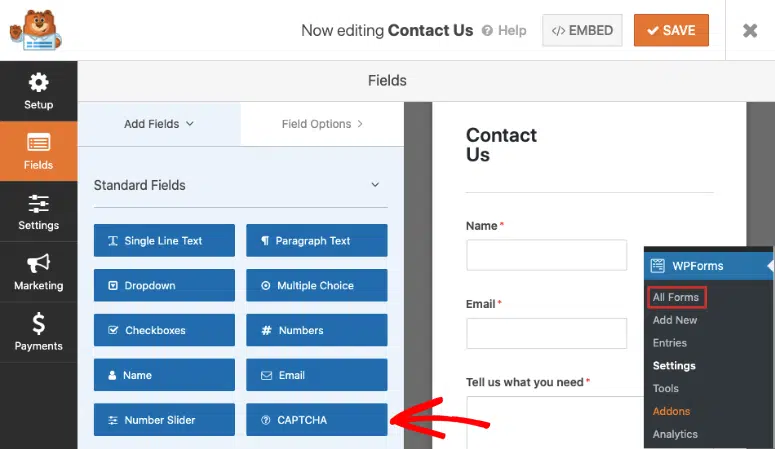 Now editing Contact Us
Help
</> EMBED
SAVE
Setup
Fields
Settings
Marketing
Payments
Fields
Add Fields
Field Options
Standard Fields
Single Line Text
Paragraph Text
Dropdown
Multiple Choice
Checkboxes
# Numbers
Name
Email
Number Slider
CAPTCHA
Contact
Us
Name *
Email *
Tell us what you need *
WPForms
All Forms
Add New
Entries
Settings
Tools
Addons
Analytics